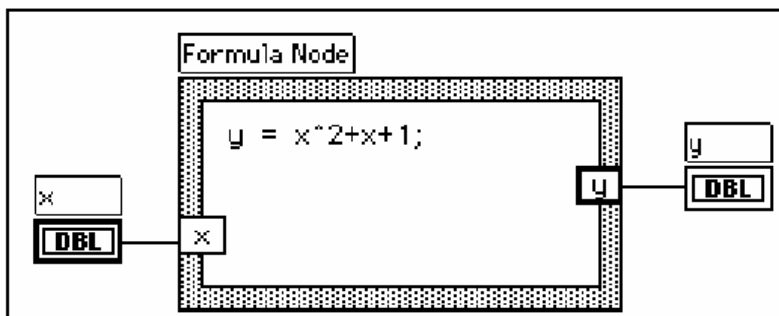 Formula Node
y = x^2+x+1;
y
y
DBL
x
x
DBL